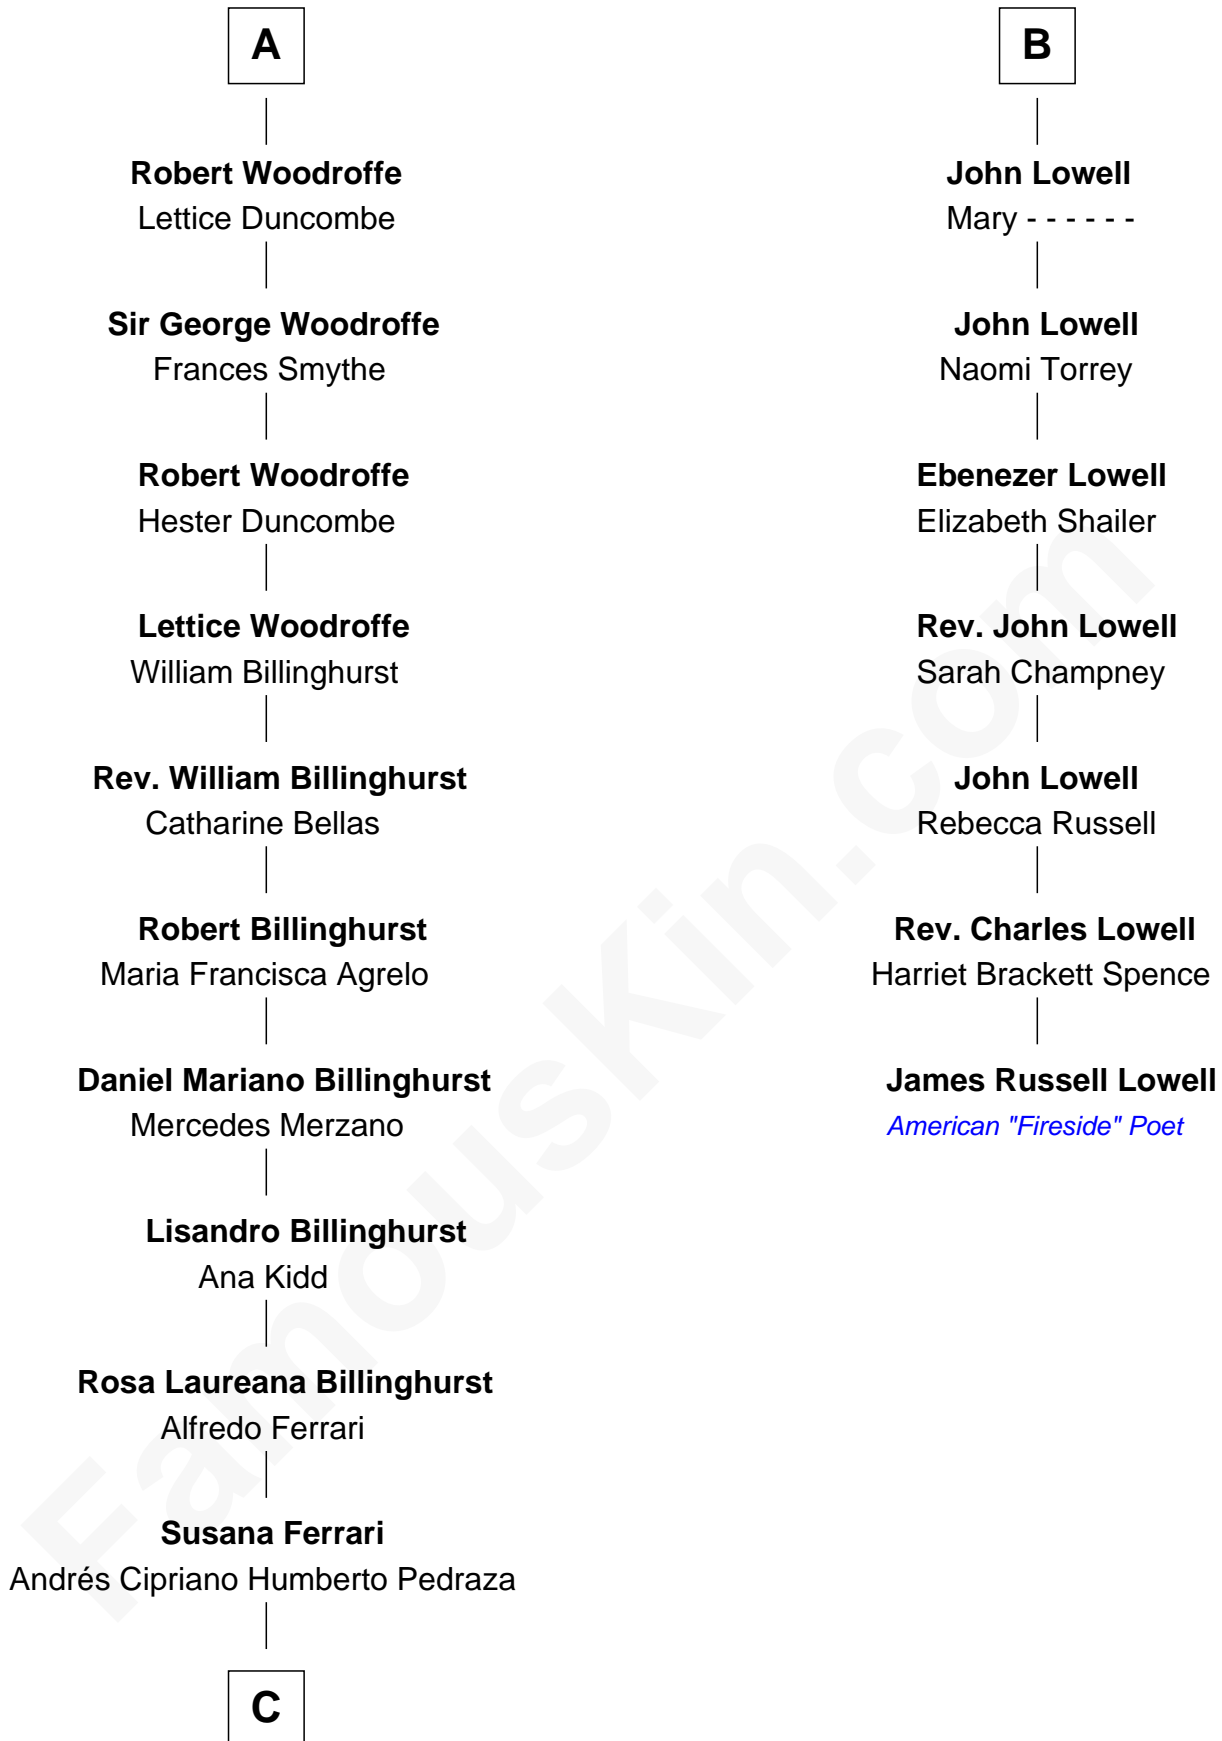 A
Robert Woodroffe
Lettice Duncombe
Sir George Woodroffe
Frances Smythe
Robert Woodroffe
Hester Duncombe
Lettice Woodroffe
William Billinghurst
Rev. William Billinghurst
Catharine Bellas
Robert Billinghurst
Maria Francisca Agrelo
Daniel Mariano Billinghurst
Mercedes Merzano
Lisandro Billinghurst
Ana Kidd
Rosa Laureana Billinghurst
Alfredo Ferrari
Susana Ferrari
Andrés Cipriano Humberto Pedraza
C
B
John Lowell
Mary - - - - - -
John Lowell
Naomi Torrey
Ebenezer Lowell
Elizabeth Shailer
Rev. John Lowell
Sarah Champney
John Lowell
Rebecca Russell
Rev. Charles Lowell
Harriet Brackett Spence
James Russell Lowell
American "Fireside" Poet
FamousKin.com